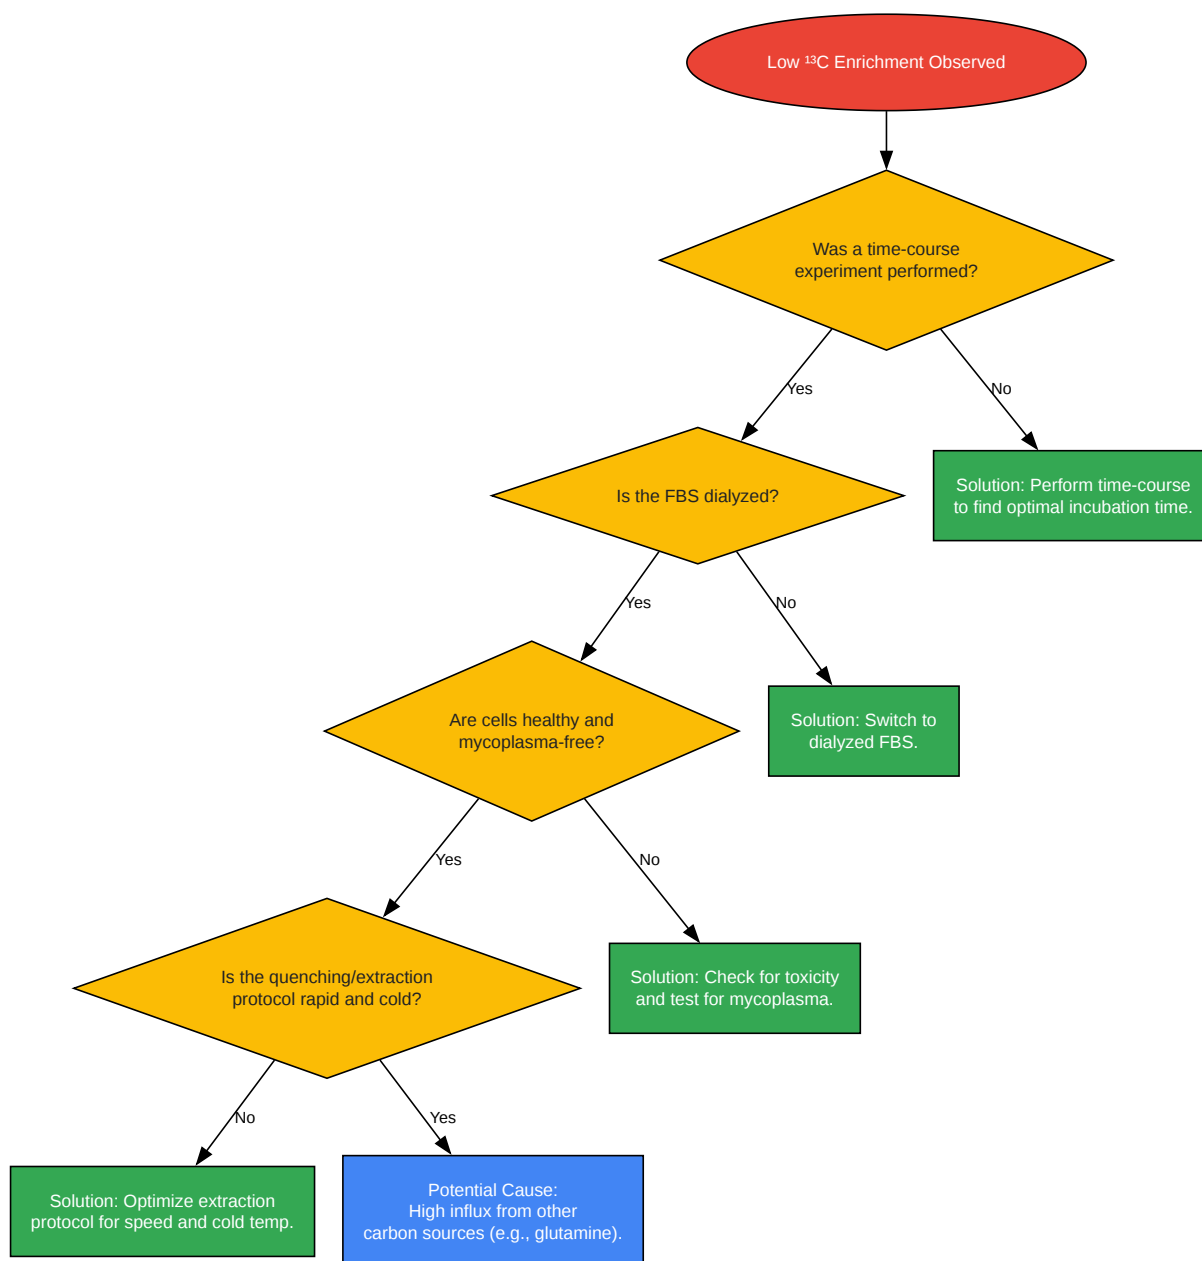 Low ¹³C Enrichment Observed
Was a time-course
experiment performed?
Yes
No
Is the FBS dialyzed?
Solution: Perform time-course
to find optimal incubation time.
Yes
No
Are cells healthy and
mycoplasma-free?
Solution: Switch to
dialyzed FBS.
Yes
No
Is the quenching/extraction
protocol rapid and cold?
Solution: Check for toxicity
and test for mycoplasma.
No
Yes
Solution: Optimize extraction
protocol for speed and cold temp.
Potential Cause:
High influx from other
carbon sources (e.g., glutamine).